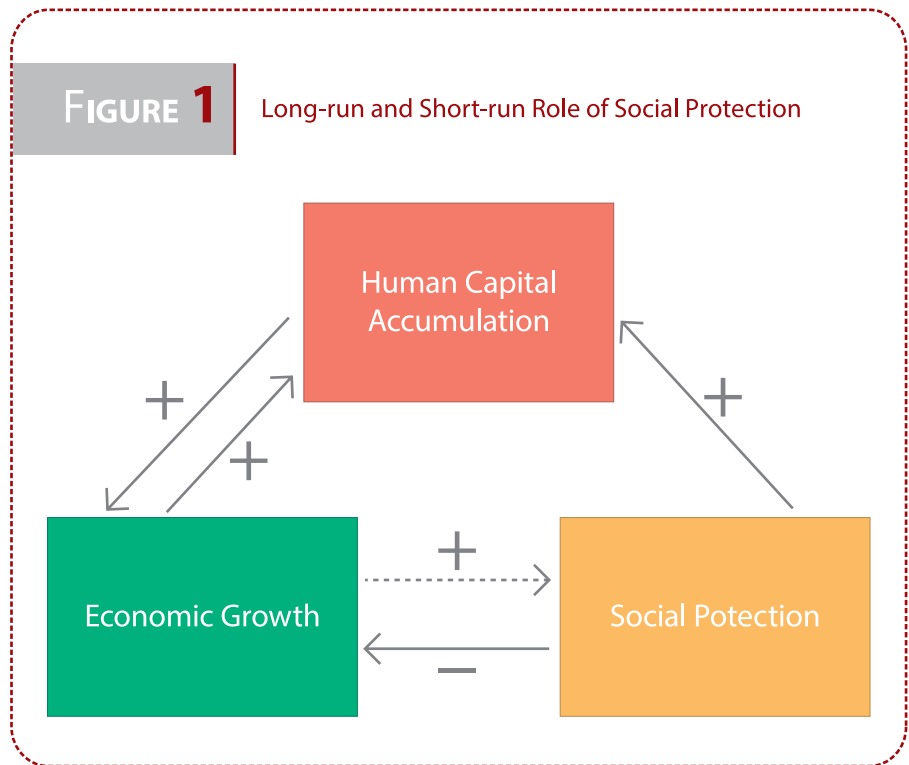 FIGURE 1
Long-run and Short-run Role of Social Protection
Human Capital
Accumulation
+
+
+
+
Economic Growth
Social Potection
−